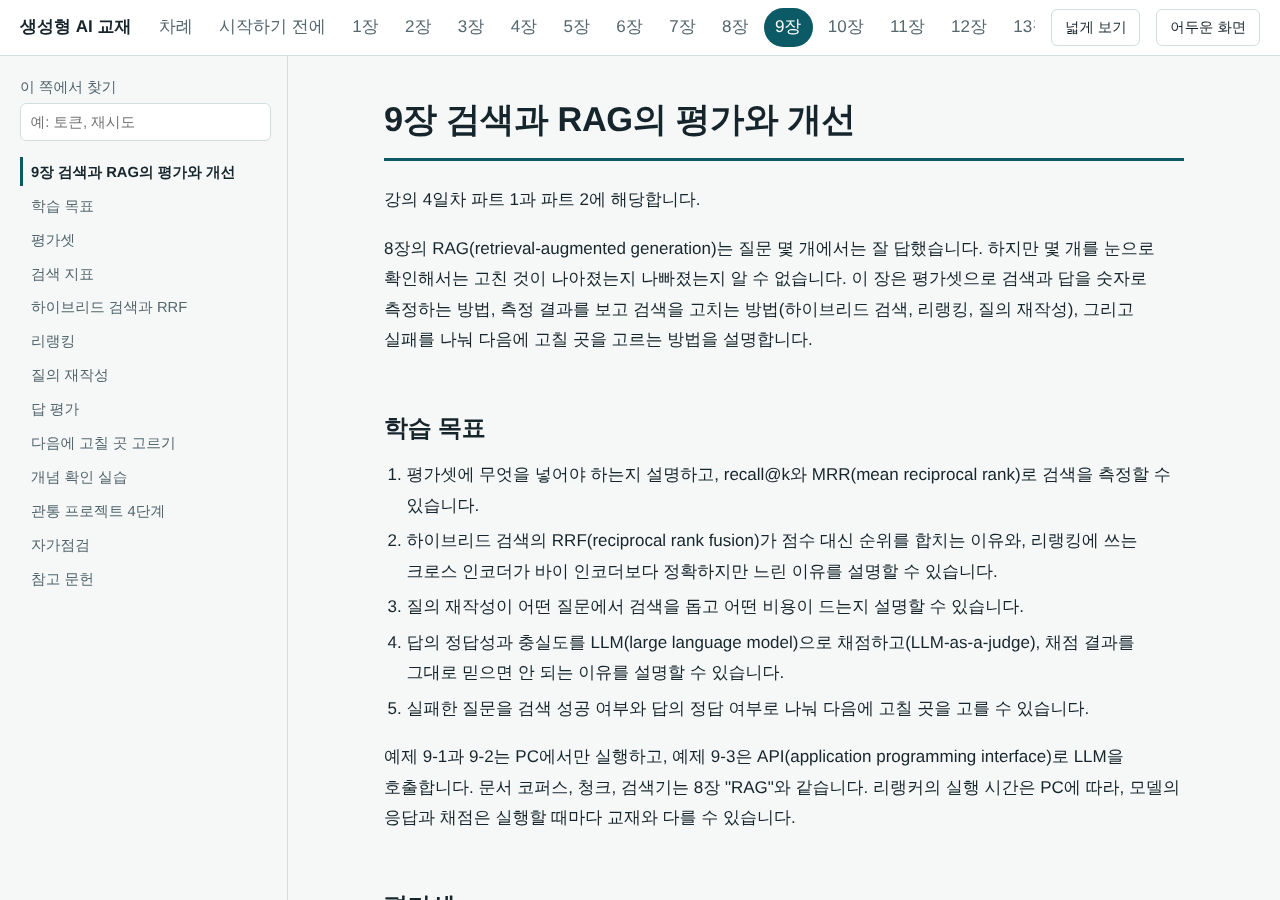 생성형 AI 교재 차례 시작하기 전에 1장 2장 3장 4장 5장 6장 7장 8장 9장 10장 11장 12장 넓게 보기 어두운 화면
이 쪽에서 찾기
예: 토큰, 재시도
9장 검색과 RAG의 평가와 개선
학습 목표
평가셋
검색 지표
하이브리드 검색과 RRF
리랭킹
질의 재작성
답 평가
다음에 고칠 곳 고르기
개념 확인 실습
관통 프로젝트 4단계
자가점검
참고 문헌
9장 검색과 RAG의 평가와 개선
강의 4일차 파트 1과 파트 2에 해당합니다.
8장의 RAG(retrieval-augmented generation)는 질문 몇 개에서는 잘 답했습니다. 하지만 몇 개를 눈으로
확인해서는 고친 것이 나아졌는지 나빠졌는지 알 수 없습니다. 이 장은 평가셋으로 검색과 답을 숫자로
측정하는 방법, 측정 결과를 보고 검색을 고치는 방법(하이브리드 검색, 리랭킹, 질의 재작성), 그리고
실패를 나눠 다음에 고칠 곳을 고르는 방법을 설명합니다.
학습 목표
1. 평가셋에 무엇을 넣어야 하는지 설명하고, recall@k와 MRR(mean reciprocal rank)로 검색을 측정할 수
있습니다.
2. 하이브리드 검색의 RRF(reciprocal rank fusion)가 점수 대신 순위를 합치는 이유와, 리랭킹에 쓰는
크로스 인코더가 바이 인코더보다 정확하지만 느린 이유를 설명할 수 있습니다.
3. 질의 재작성이 어떤 질문에서 검색을 돕고 어떤 비용이 드는지 설명할 수 있습니다.
4. 답의 정답성과 충실도를 LLM(large language model)으로 채점하고(LLM-as-a-judge), 채점 결과를
그대로 믿으면 안 되는 이유를 설명할 수 있습니다.
5. 실패한 질문을 검색 성공 여부와 답의 정답 여부로 나눠 다음에 고칠 곳을 고를 수 있습니다.
예제 9-1과 9-2는 PC에서만 실행하고, 예제 9-3은 API(application programming interface)로 LLM을
호출합니다. 문서 코퍼스, 청크, 검색기는 8장 "RAG"와 같습니다. 리랭커의 실행 시간은 PC에 따라, 모델의
응답과 채점은 실행할 때마다 교재와 다를 수 있습니다.